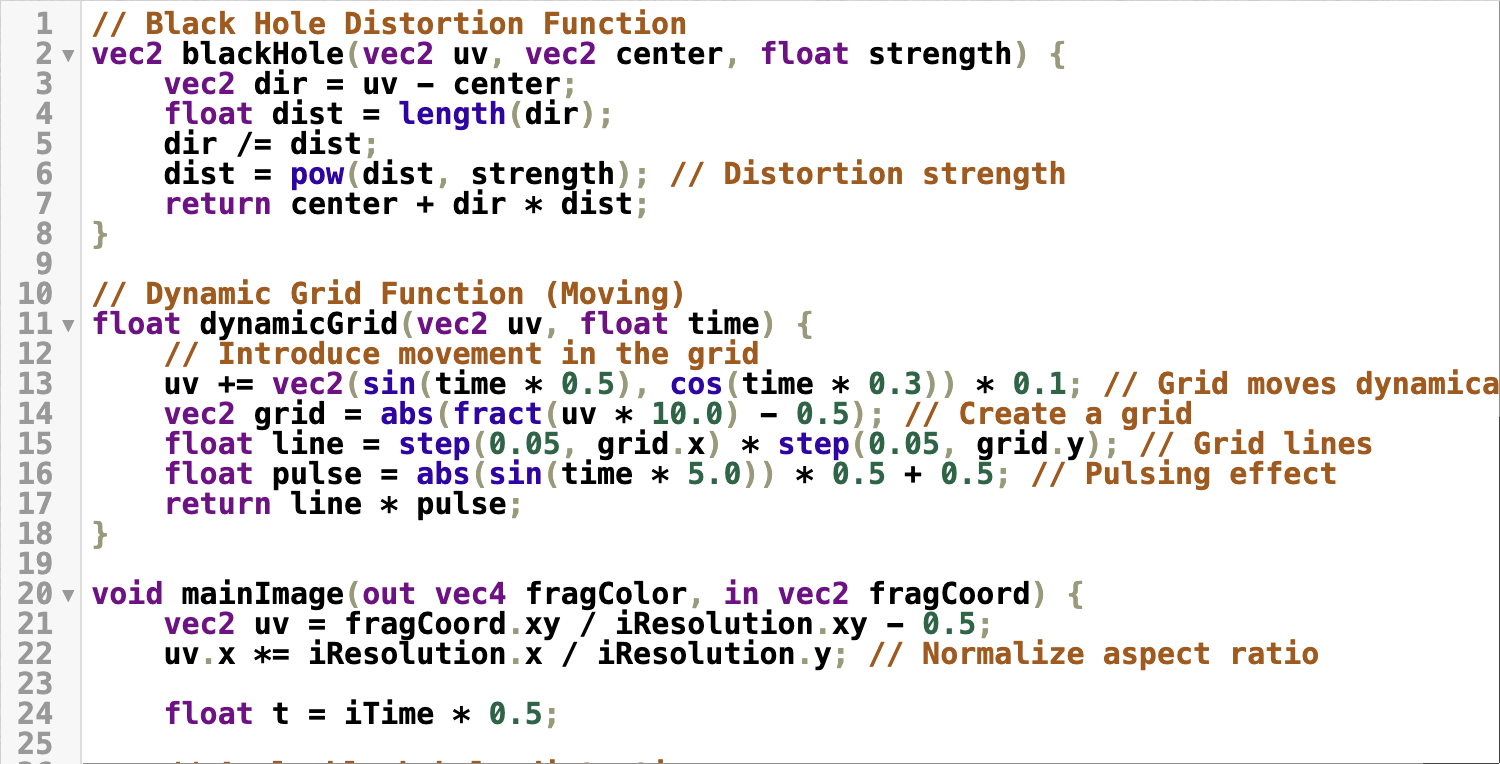 1 // Black Hole Distortion Function
2 vec2 blackHole(vec2 uv, vec2 center, float strength) {
3     vec2 dir = uv - center;
4     float dist = length(dir);
5     dir /= dist;
6     dist = pow(dist, strength); // Distortion strength
7     return center + dir * dist;
8 }
9
10 // Dynamic Grid Function (Moving)
11 float dynamicGrid(vec2 uv, float time) {
12     // Introduce movement in the grid
13     uv += vec2(sin(time * 0.5), cos(time * 0.3)) * 0.1; // Grid moves dynamica
14     vec2 grid = abs(fract(uv * 10.0) - 0.5); // Create a grid
15     float line = step(0.05, grid.x) * step(0.05, grid.y); // Grid lines
16     float pulse = abs(sin(time * 5.0)) * 0.5 + 0.5; // Pulsing effect
17     return line * pulse;
18 }
19
20 void mainImage(out vec4 fragColor, in vec2 fragCoord) {
21     vec2 uv = fragCoord.xy / iResolution.xy - 0.5;
22     uv.x *= iResolution.x / iResolution.y; // Normalize aspect ratio
23
24     float t = iTime * 0.5;
25